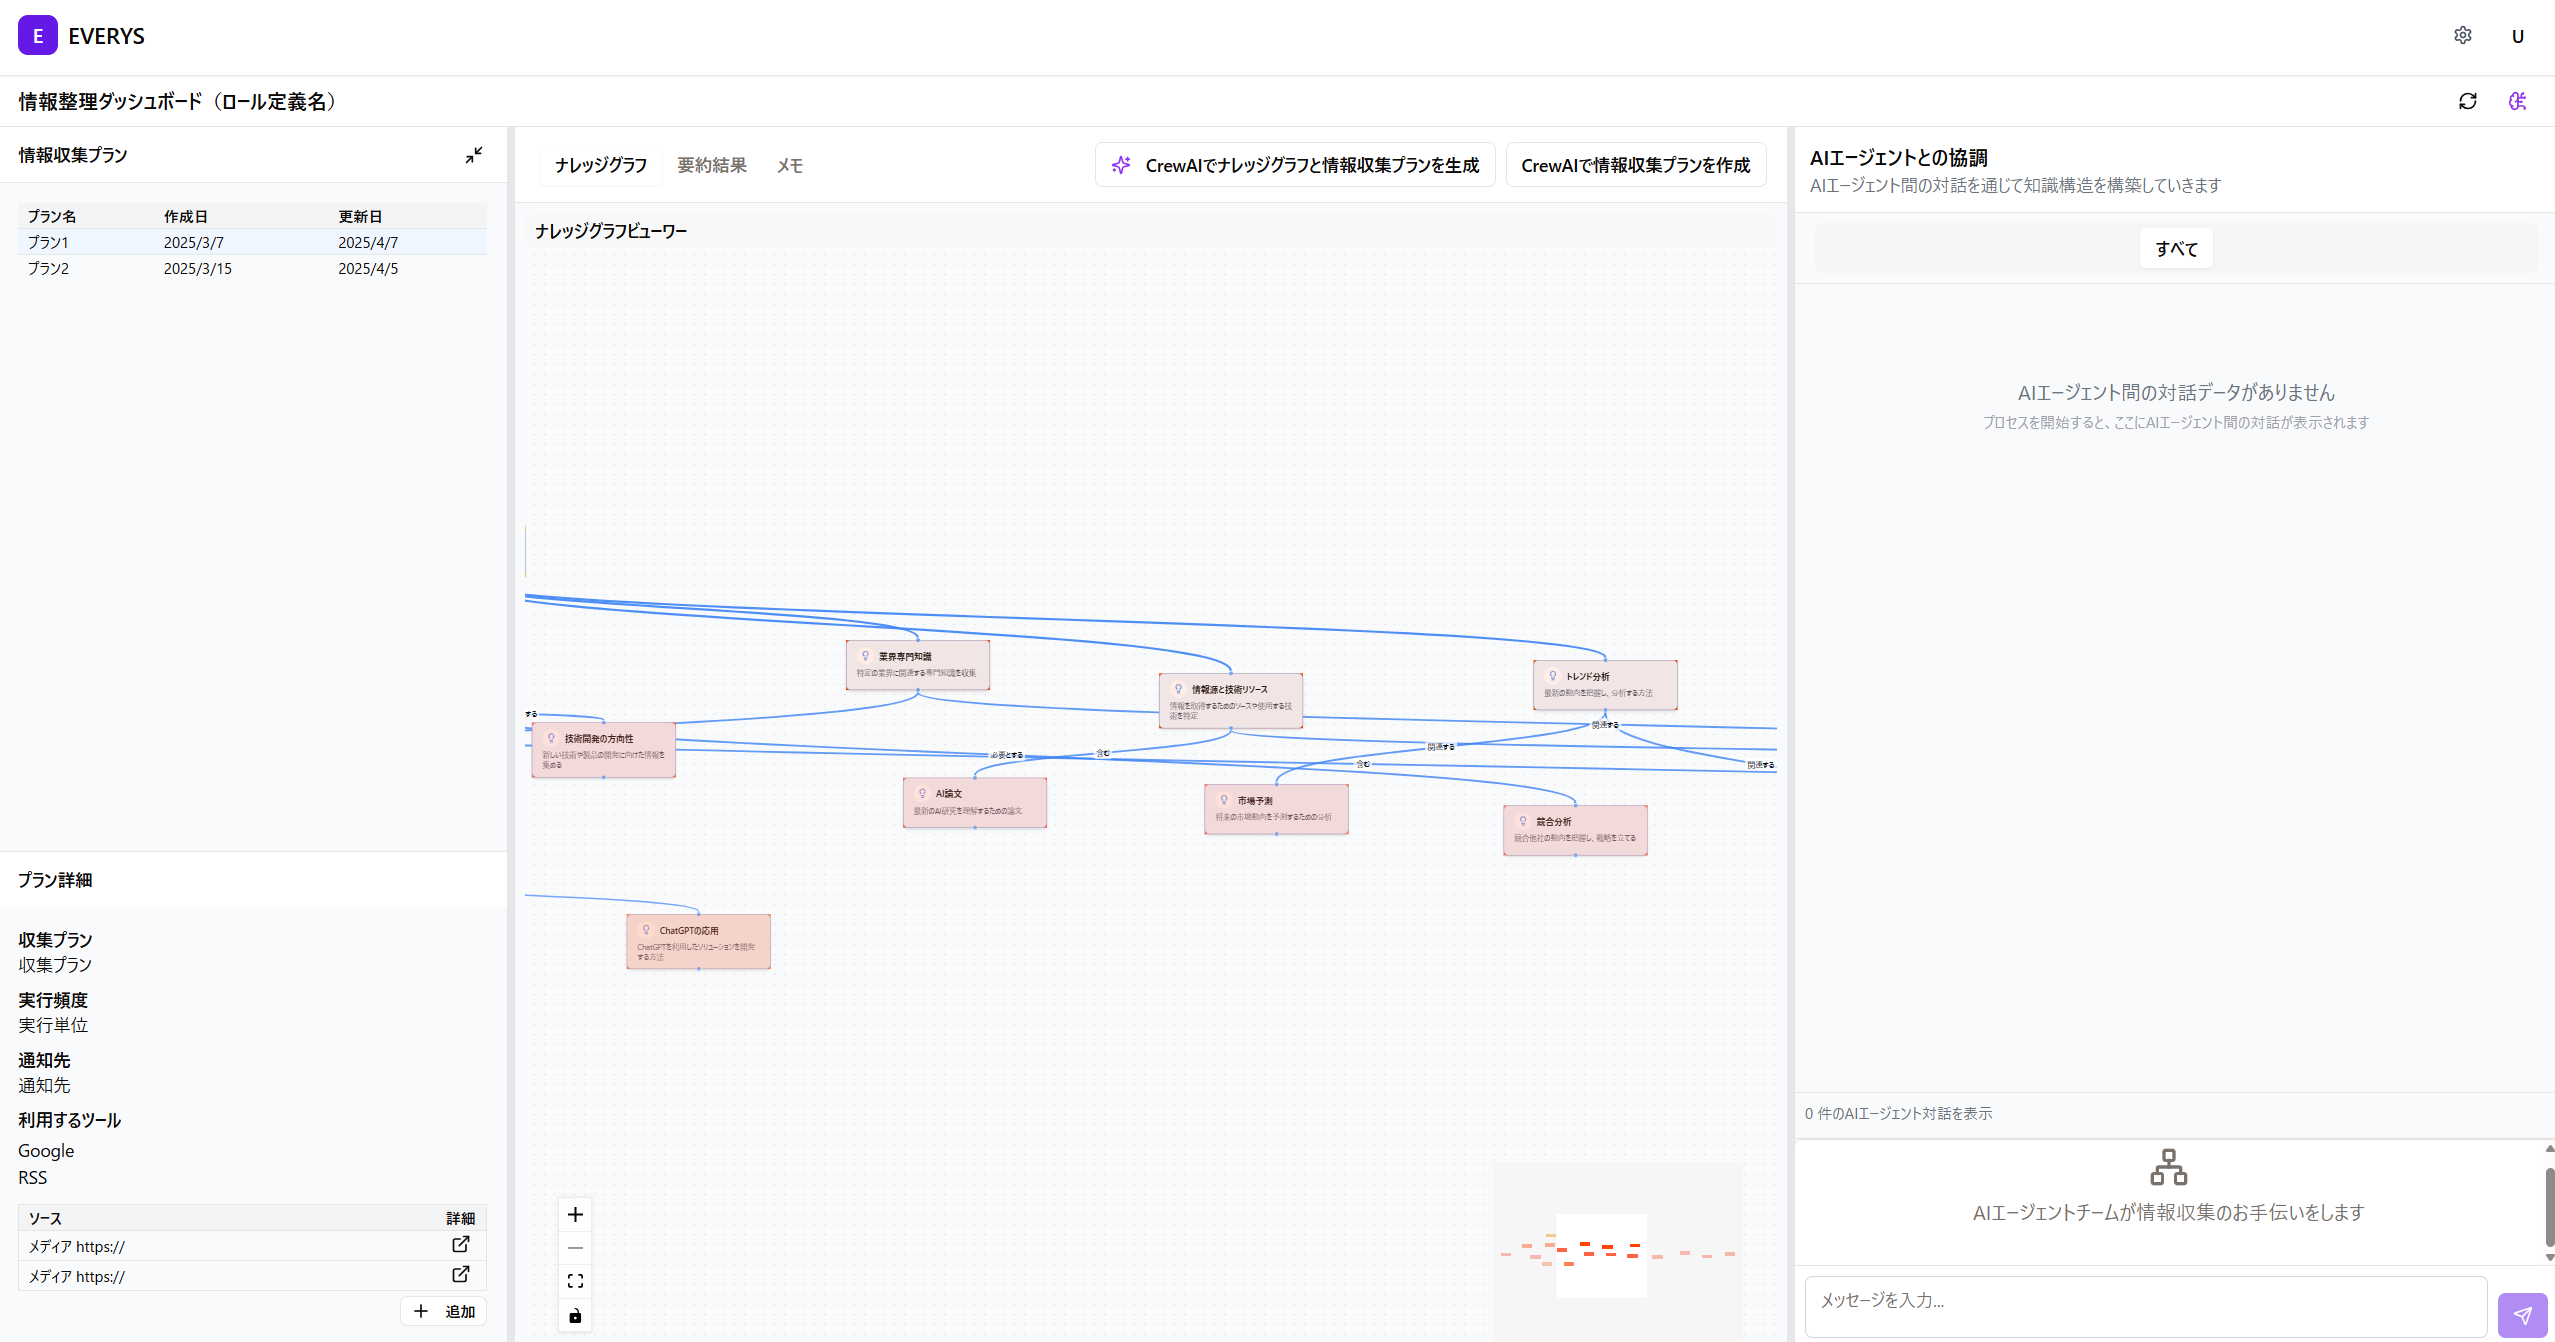 E EVERYS
U
情報整理ダッシュボード（ロール定義名）
情報収集プラン
プラン名 作成日 更新日
プラン1 2025/3/7 2025/4/7
プラン2 2025/3/15 2025/4/5
プラン詳細
収集プラン
収集プラン
実行頻度
実行単位
通知先
通知先
利用するツール
Google
RSS
ソース 詳細
メディア https://
メディア https://
追加
ナレッジグラフ 要約結果 メモ
CrewAIでナレッジグラフと情報収集プランを生成
CrewAIで情報収集プランを作成
ナレッジグラフビューワー
業界専門知識
特定の業界に関連する専門知識を収集
情報源と技術リソース
情報を取得するためのソースや使用する技
術を特定
トレンド分析
最新の動向を把握し、分析する方法
関連する
する
技術開発の方向性
新しい技術や製品の開発に向けた情報を
集める
必要とする
含む
関連する
含む
関連する
AI論文
最新のAI研究を理解するための論文
市場予測
将来の市場動向を予測するための分析
競合分析
競合他社の動向を把握し、戦略を立てる
ChatGPTの応用
ChatGPTを利用したソリューションを開発
する方法
AIエージェントとの協調
AIエージェント間の対話を通じて知識構造を構築していきます
すべて
AIエージェント間の対話データがありません
プロセスを開始すると、ここにAIエージェント間の対話が表示されます
0 件のAIエージェント対話を表示
AIエージェントチームが情報収集のお手伝いをします
メッセージを入力...